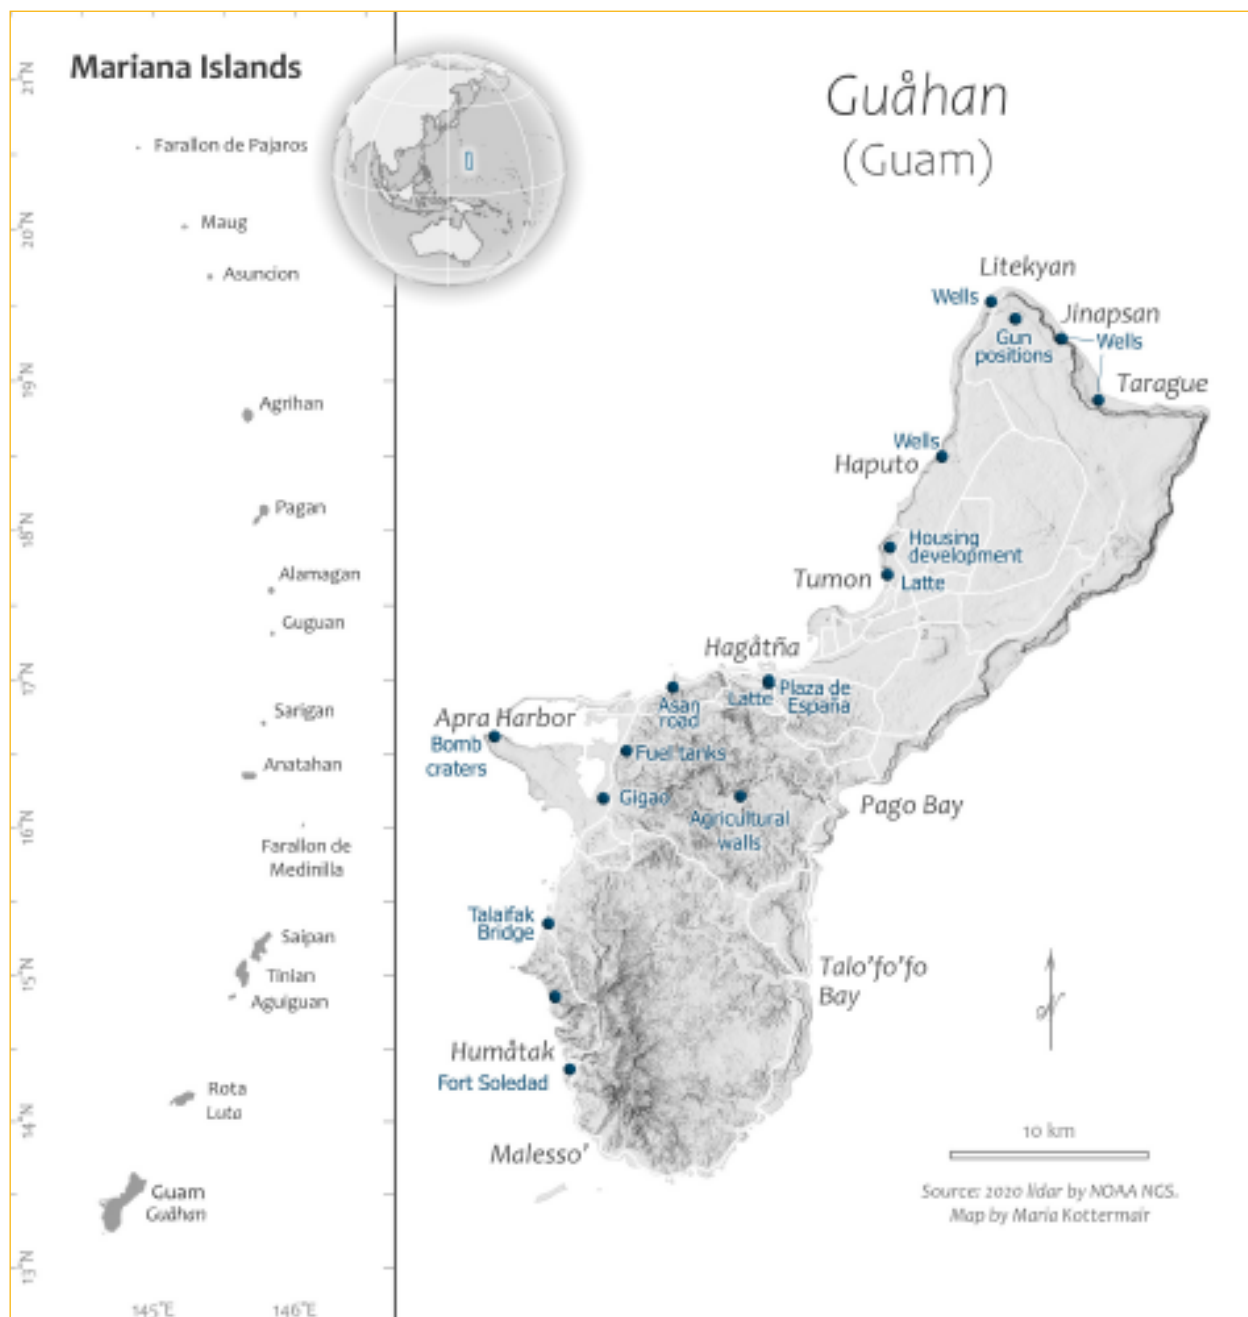 Mariana Islands
21°N
20°N
19°N
18°N
17°N
16°N
15°N
14°N
13°N
145°E
146°E
Farallon de Pajaros
Maug
Asuncion
Agrihan
Pagan
Alamagan
Guguan
Sarigan
Anatahan
Farallon de
Medinilla
Saipan
Tinian
Aguiguan
Rota
Luta
Guam
Guåhan
Guåhan
(Guam)
Litekyan
Wells
Jinapsan
Gun
positions
Wells
Tarague
Wells
Haputo
Housing
development
Tumon
Latte
Hagåtña
Latte
Plaza de
España
Asan
road
Apra Harbor
Bomb
craters
Fuel tanks
Gigao
Agricultural
walls
Pago Bay
Talaifak
Bridge
Talo'fo'fo
Bay
Humåtak
Fort Soledad
Malesso'
N
10 km
Source: 2020 lidar by NOAA NGS.
Map by Maria Kottermair